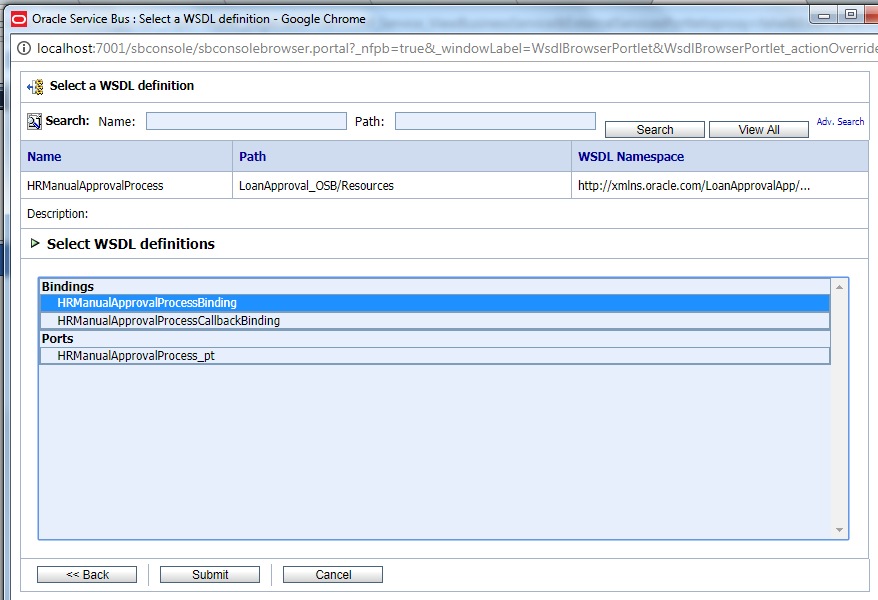 Oracle Service Bus : Select a WSDL definition - Google Chrome
localhost:7001/sbconsole/sbconsolebrowser.portal?_nfpb=true&_windowLabel=WsdlBrowserPortlet&WsdlBrowserPortlet_actionOverride
Select a WSDL definition
Search: Name: Path: Search View All Adv. Search
Name Path WSDL Namespace
HRManualApprovalProcess LoanApproval_OSB/Resources http://xmlns.oracle.com/LoanApprovalApp/...
Description:
Select WSDL definitions
Bindings
HRManualApprovalProcessBinding
HRManualApprovalProcessCallbackBinding
Ports
HRManualApprovalProcess_pt
<< Back Submit Cancel